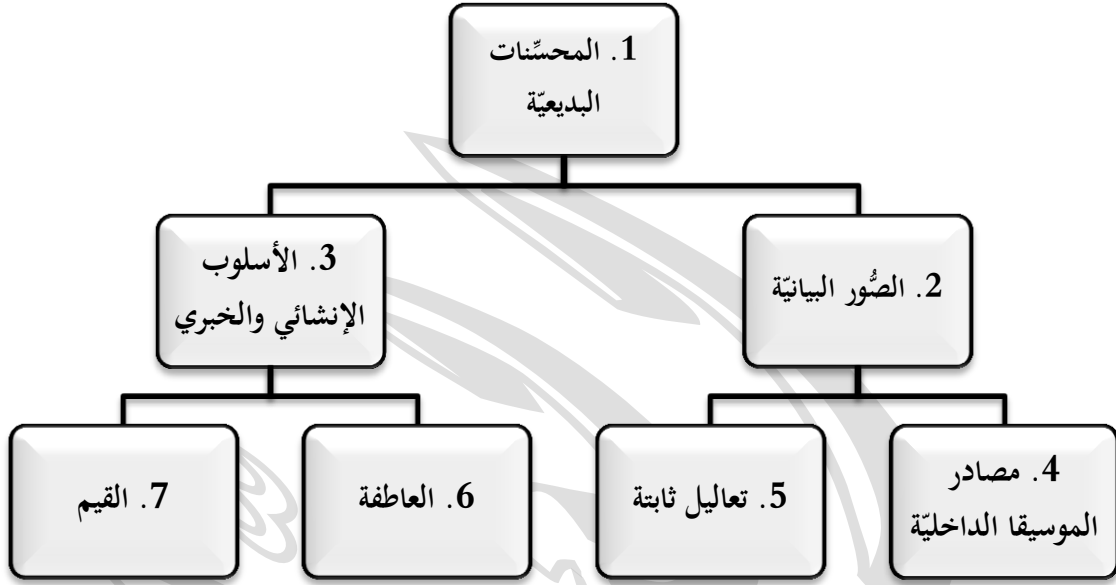 1. المحسِّنات
البديعيّة
2. الصُّور البيانيّة
3. الأسلوب
الإنشائي والخبري
4. مصادر
الموسيقا الداخليّة
5. تعاليل ثابتة
6. العاطفة
7. القيم